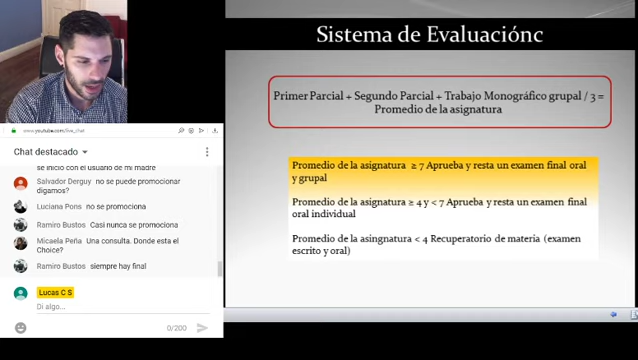 Sistema de Evaluaciónc
Primer Parcial + Segundo Parcial + Trabajo Monográfico grupal / 3 =
Promedio de la asignatura
Promedio de la asignatura ≥ 7 Aprueba y resta un examen final oral
y grupal
Promedio de la asignatura ≥ 4 y < 7 Aprueba y resta un examen final
oral individual
Promedio de la asingnatura < 4 Recuperatorio de materia (examen
escrito y oral)
www.youtube.com/live_chat
Chat destacado
se inicio con el usuario de mi madre
Salvador Derguy no se puede promocionar
digamos?
Luciana Pons no se promociona
Ramiro Bustos Casi nunca se promociona
Micaela Peña Una consulta. Donde esta el
Choice?
Ramiro Bustos siempre hay final
Lucas C S
Di algo...
0/200